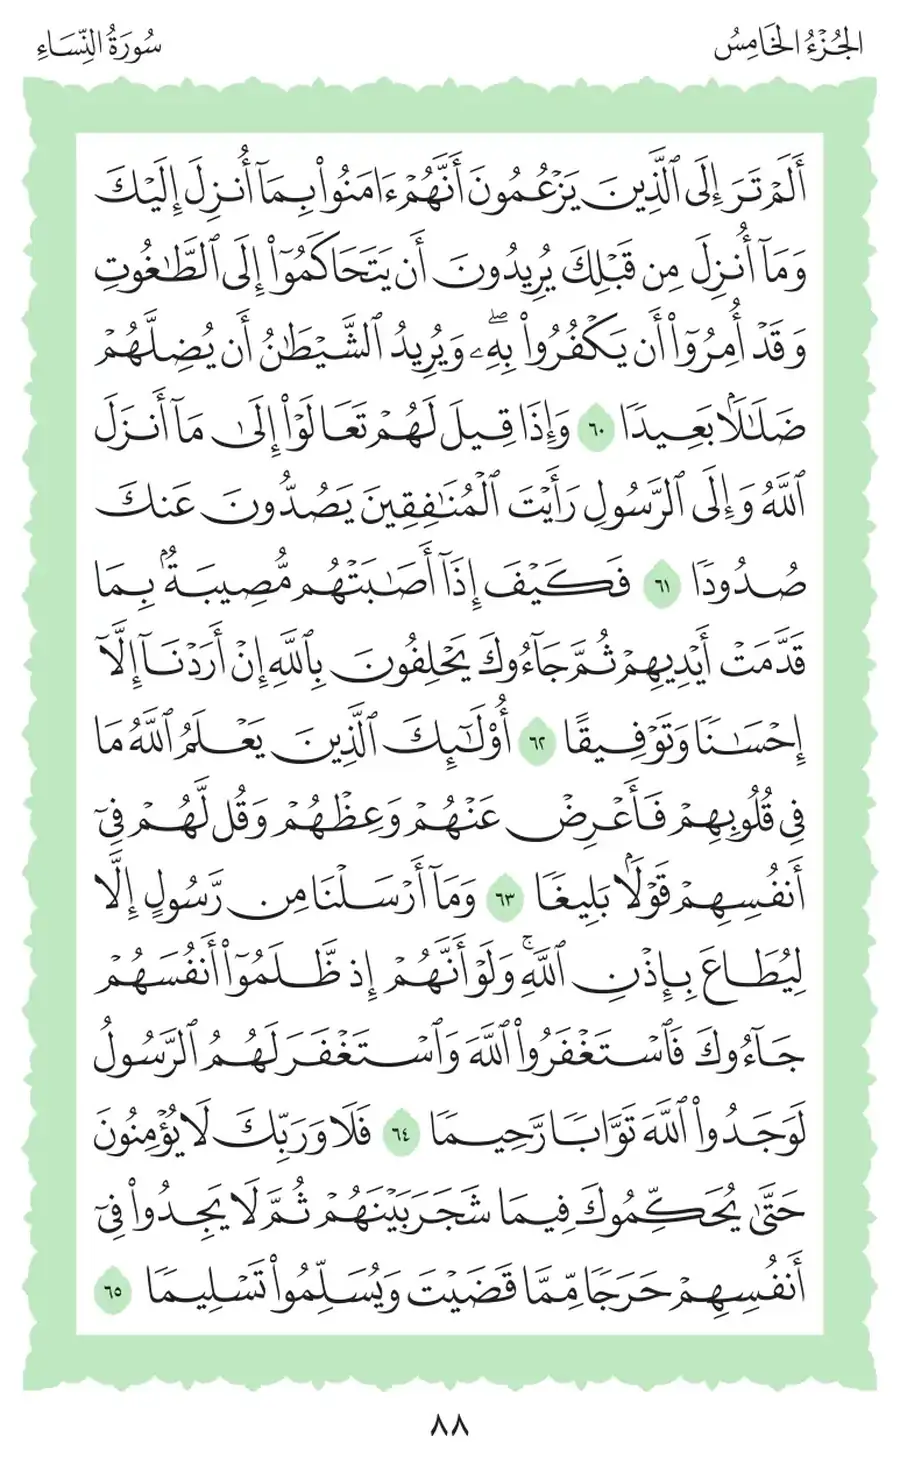 الجُزْءُ الخَامِسُ
سُورَةُ النِّسَاءِ
أَلَمْ تَرَ إِلَى ٱلَّذِينَ يَزْعُمُونَ أَنَّهُمْ ءَامَنُوا۟ بِمَآ أُنزِلَ إِلَيْكَ
وَمَآ أُنزِلَ مِن قَبْلِكَ يُرِيدُونَ أَن يَتَحَاكَمُوٓا۟ إِلَى ٱلطَّٰغُوتِ
وَقَدْ أُمِرُوٓا۟ أَن يَكْفُرُوا۟ بِهِۦۖ وَيُرِيدُ ٱلشَّيْطَٰنُ أَن يُضِلَّهُمْ
ضَلَٰلًۢا بَعِيدًا ٦٠ وَإِذَا قِيلَ لَهُمْ تَعَالَوْا۟ إِلَىٰ مَآ أَنزَلَ
ٱللَّهُ وَإِلَى ٱلرَّسُولِ رَأَيْتَ ٱلْمُنَٰفِقِينَ يَصُدُّونَ عَنكَ
صُدُودًا ٦١ فَكَيْفَ إِذَآ أَصَٰبَتْهُم مُّصِيبَةٌۢ بِمَا
قَدَّمَتْ أَيْدِيهِمْ ثُمَّ جَآءُوكَ يَحْلِفُونَ بِٱللَّهِ إِنْ أَرَدْنَآ إِلَّآ
إِحْسَٰنًا وَتَوْفِيقًا ٦٢ أُو۟لَٰٓئِكَ ٱلَّذِينَ يَعْلَمُ ٱللَّهُ مَا
فِى قُلُوبِهِمْ فَأَعْرِضْ عَنْهُمْ وَعِظْهُمْ وَقُل لَّهُمْ فِىٓ
أَنفُسِهِمْ قَوْلًۢا بَلِيغًا ٦٣ وَمَآ أَرْسَلْنَا مِن رَّسُولٍ إِلَّا
لِيُطَاعَ بِإِذْنِ ٱللَّهِۚ وَلَوْ أَنَّهُمْ إِذ ظَّلَمُوٓا۟ أَنفُسَهُمْ
جَآءُوكَ فَٱسْتَغْفَرُوا۟ ٱللَّهَ وَٱسْتَغْفَرَ لَهُمُ ٱلرَّسُولُ
لَوَجَدُوا۟ ٱللَّهَ تَوَّابًا رَّحِيمًا ٦٤ فَلَا وَرَبِّكَ لَا يُؤْمِنُونَ
حَتَّىٰ يُحَكِّمُوكَ فِيمَا شَجَرَ بَيْنَهُمْ ثُمَّ لَا يَجِدُوا۟ فِىٓ
أَنفُسِهِمْ حَرَجًا مِّمَّا قَضَيْتَ وَيُسَلِّمُوا۟ تَسْلِيمًا ٦٥
٨٨